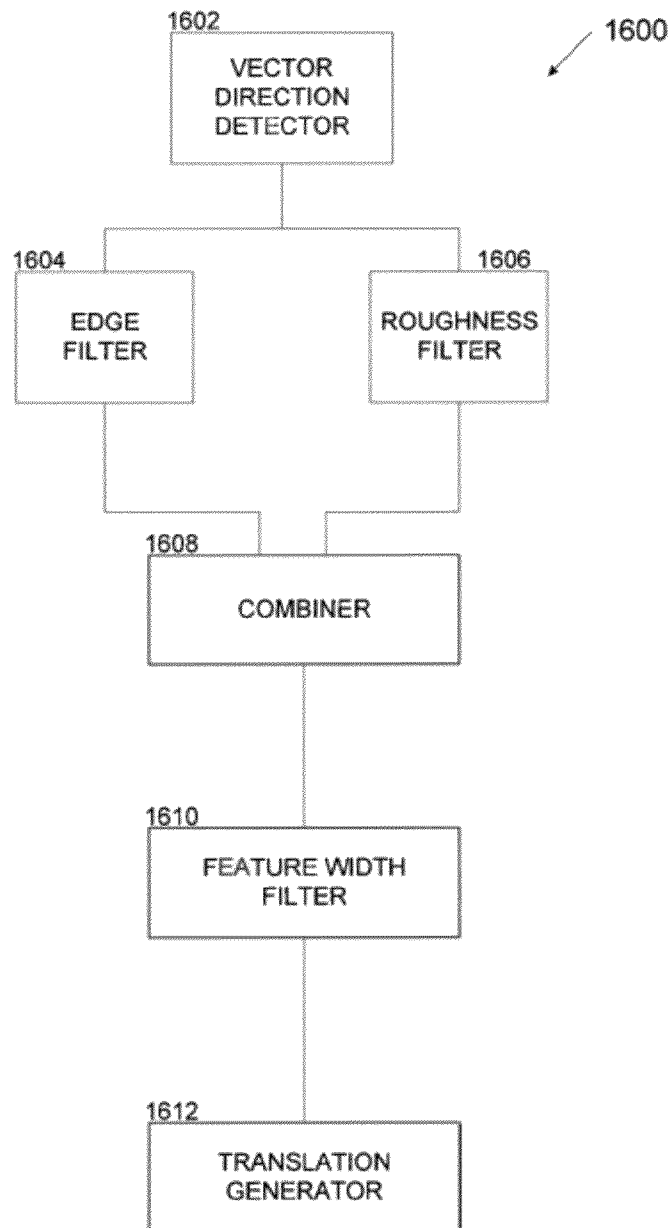 1602
1600
VECTOR
DIRECTION
DETECTOR
1604
1606
EDGE
FILTER
ROUGHNESS
FILTER
1608
COMBINER
1610
FEATURE WIDTH
FILTER
1612
TRANSLATION
GENERATOR